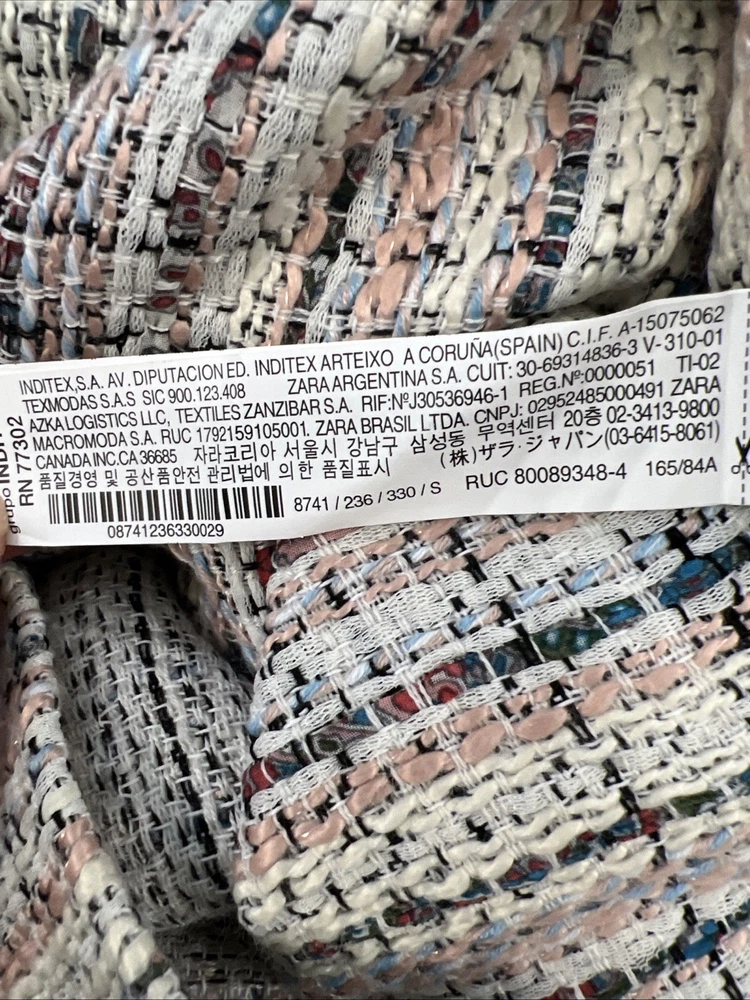 INDITEX,S.A. AV. DIPUTACION ED. INDITEX ARTEIXO A CORUÑA(SPAIN) C.I.F. A-15075062
TEXMODAS S.A.S SIC 900.123.408 ZARA ARGENTINA S.A. CUIT: 30-69314836-3 V- 310-01
AZKA LOGISTICS LLC, TEXTILES ZANZIBAR S.A. RIF:NºJ30536946-1 REG.Nº:0000051 TI-02
MACROMODA S.A. RUC 1792159105001. ZARA BRASIL LTDA. CNPJ: 02952485000491 ZARA
CANADA INC.CA 36685 자라코리아 서울시 강남구 삼성동 무역센터 20층 02-3413-9800
품질경영 및 공산품안전 관리법에 의한 품질표시 (株)ザラ・ジャパン(03-6415-8061)
8741 / 236 / 330 / S RUC 80089348-4 165/84A
08741236330029
grupo INDI
RN 77302